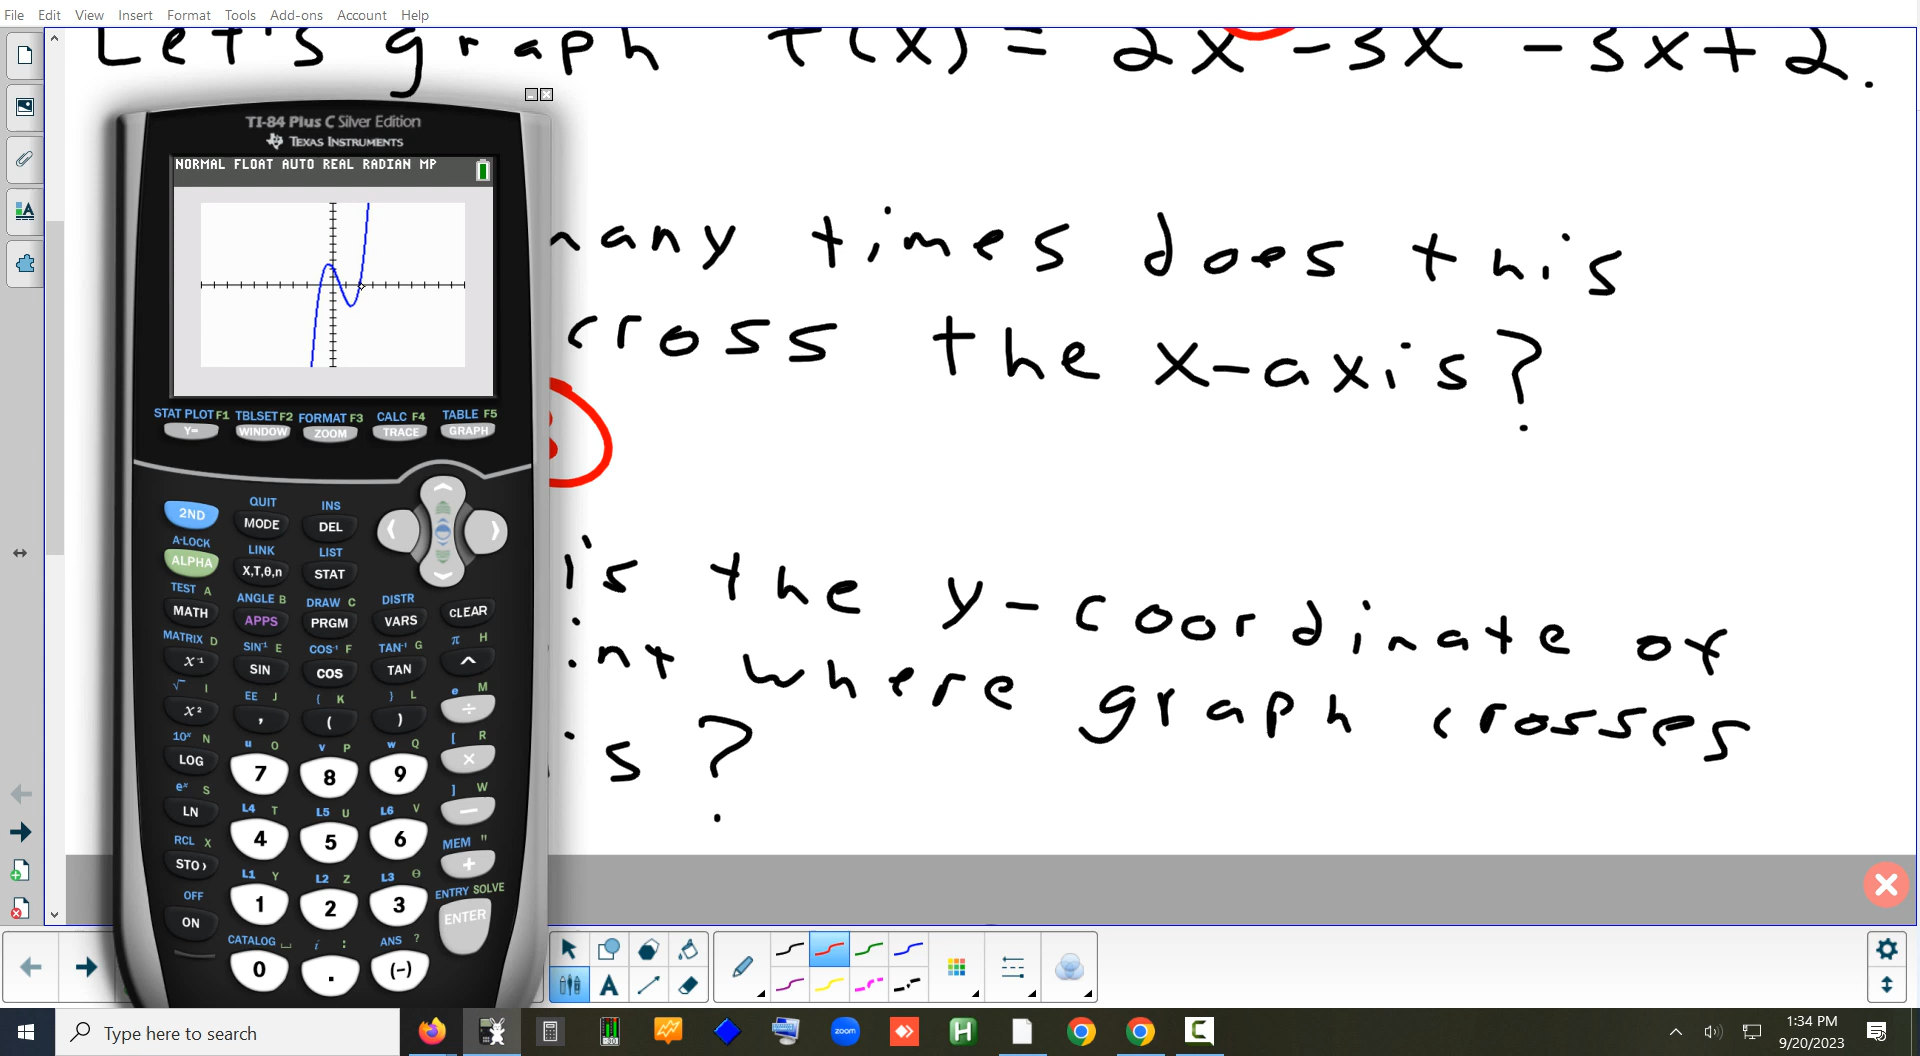 File Edit View Insert Format Tools Add-ons Account Help
Let's graph f(x) = 2x -3x -3x+2.
many times does this
cross the x-axis?
is the y-coordinate of
int where graph crosses
is?
TI-84 Plus C Silver Edition
TEXAS INSTRUMENTS
NORMAL FLOAT AUTO REAL RADIAN MP
STAT PLOT F1 TBLSET F2 FORMAT F3 CALC F4 TABLE F5
Y= WINDOW ZOOM TRACE GRAPH
QUIT INS
2ND MODE DEL
A-LOCK LINK LIST
ALPHA X,T,θ,n STAT
TEST A ANGLE B DRAW C DISTR
MATH APPS PRGM VARS CLEAR
MATRIX D SIN⁻¹ E COS⁻¹ F TAN⁻¹ G π H
X⁻¹ SIN COS TAN ^
√ I EE J { K } L e M
X² , ( ) ÷
10ˣ N u O v P w Q [ R
LOG 7 8 9 ×
eˣ S L4 T L5 U L6 V ] W
LN 4 5 6 −
RCL X L1 Y L2 Z L3 θ MEM "
STO› 1 2 3 +
OFF CATALOG ⎵ i : ANS ? ENTRY SOLVE
ON 0 . (-) ENTER
Type here to search
zoom
1:34 PM
9/20/2023